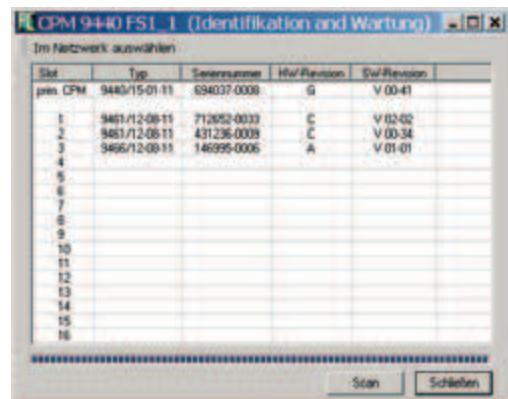 CPM 9440 FS1_1 (Identifikation and Wartung)
Im Netzwerk auswählen
Slot Typ Seriennummer HW-Revision SW-Revision
prim. CPM 9440/15-01-11 694037-0008 G V 00-41
1 9461/12-08-11 712652-0033 C V 02-02
2 9461/12-08-11 431236-0009 C V 00-34
3 9466/12-08-11 146995-0006 A V 01-01
4
5
6
7
8
9
10
11
12
13
14
15
16
Scan Schließen